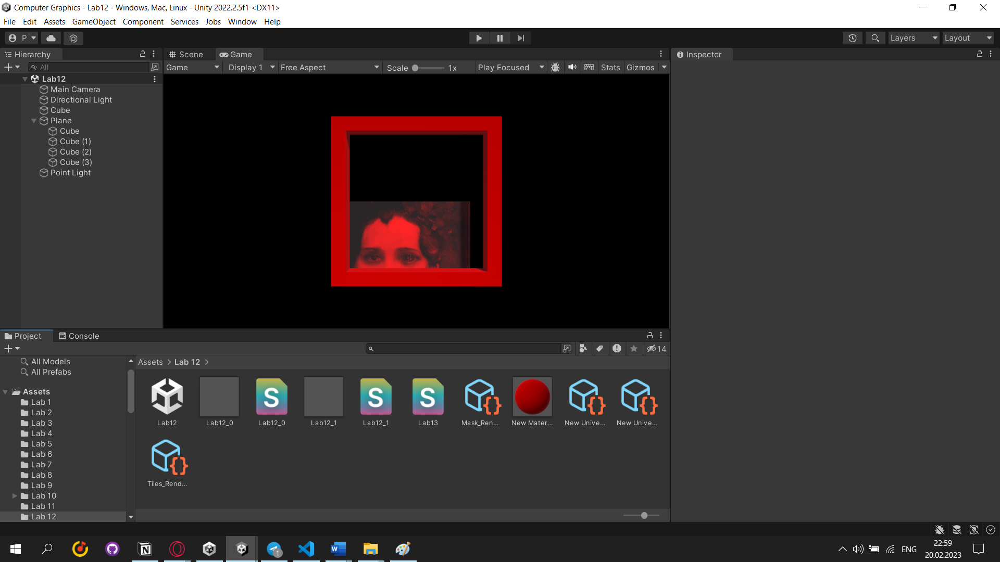 Computer Graphics - Lab12 - Windows, Mac, Linux - Unity 2022.2.5f1 <DX11>
File Edit Assets GameObject Component Services Jobs Window Help
P Layers Layout
Hierarchy
All
Lab12
Main Camera
Directional Light
Cube
Plane
Cube
Cube (1)
Cube (2)
Cube (3)
Point Light
Scene Game
Game Display 1 Free Aspect Scale 1x Play Focused Stats Gizmos
Inspector
Project Console
14
All Models
All Prefabs
Assets
Lab 1
Lab 2
Lab 3
Lab 4
Lab 5
Lab 6
Lab 7
Lab 8
Lab 9
Lab 10
Lab 11
Lab 12
Assets > Lab 12 >
S S S
Lab12 Lab12_0 Lab12_0 Lab12_1 Lab12_1 Lab13 Mask_Ren... New Mater... New Unive... New Unive...
Tiles_Rend...
1 W ENG
22:59
20.02.2023